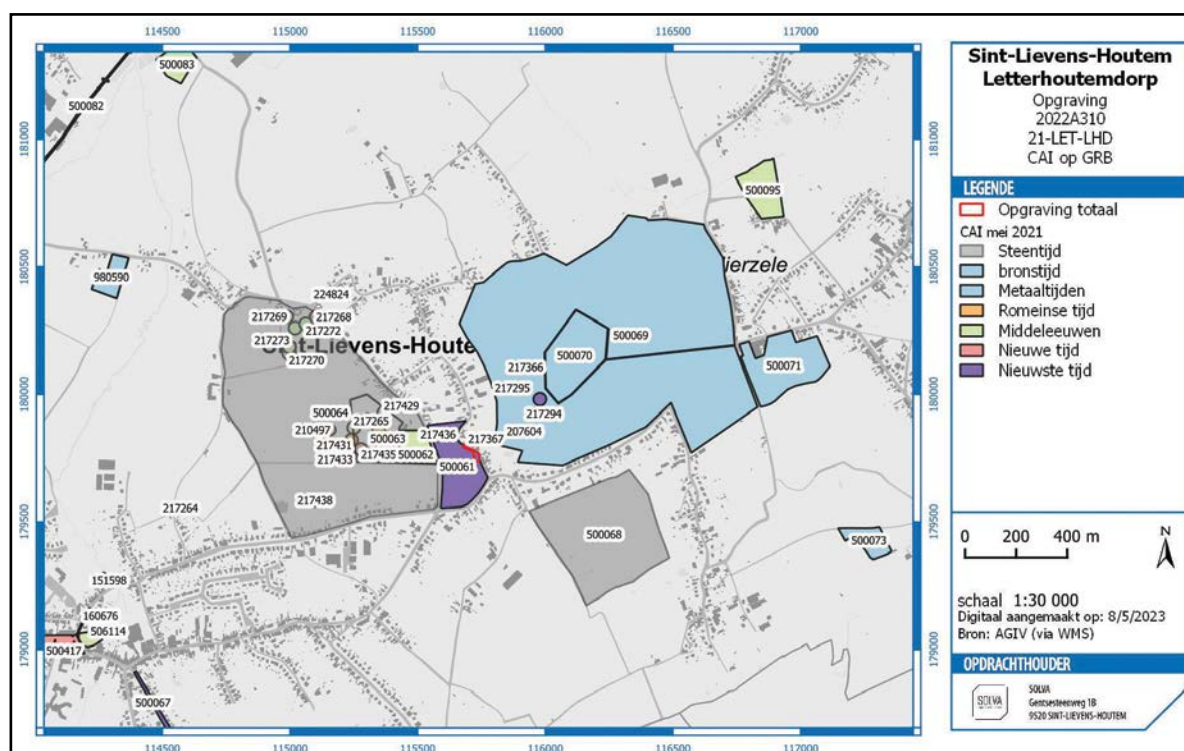 114500 115000 115500 116000 116500 117000
181000
180500
180000
179500
179000
181000
180500
180000
179500
179000
500083
500082
500095
980590
ierzele
224824
217269
217268
217272
217273
Sint-Lievens-Houte
217270
500069
500070
500071
217366
217295
217294
207604
217429
500064
217265
210497
500063
217436
217367
217431
217433
217435
500062
500061
217438
217264
500068
500073
151598
160676
506114
500417
500067
114500 115000 115500 116000 116500 117000
Sint-Lievens-Houtem
Letterhoutemdorp
Opgraving
2022A310
21-LET-LHD
CAI op GRB
LEGENDE
Opgraving totaal
CAI mei 2021
Steentijd
bronstijd
Metaaltijden
Romeinse tijd
Middeleeuwen
Nieuwe tijd
Nieuwste tijd
0 200 400 m
N
schaal 1:30 000
Digitaal aangemaakt op: 8/5/2023
Bron: AGIV (via WMS)
OPDRACHTHOUDER
SOLVA
SOLVA
Gentsesteenweg 1B
9520 SINT-LIEVENS-HOUTEM